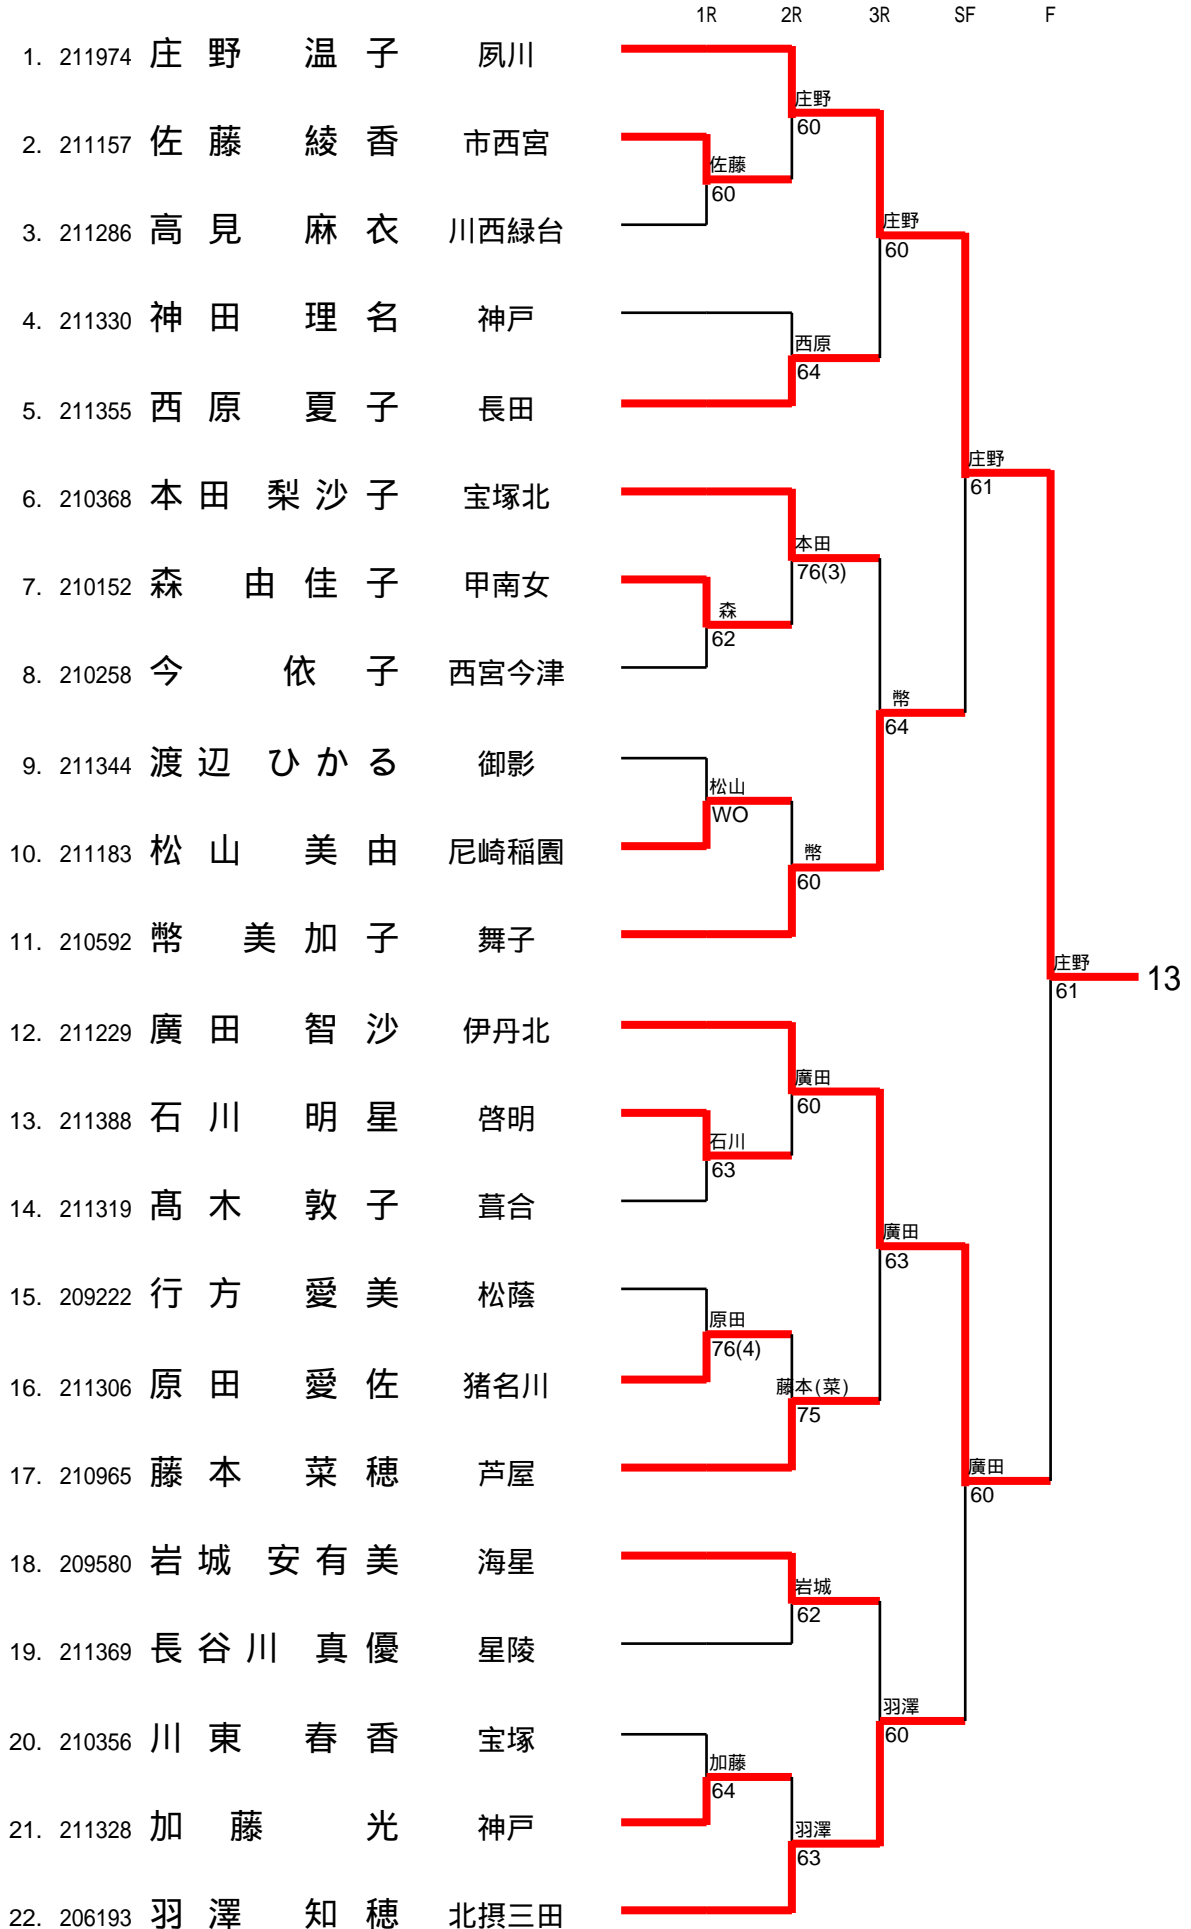 1R 2R 3R SF F
1. 211974 庄野 温子 夙川
庄野
60
2. 211157 佐藤 綾香 市西宮
佐藤
60
3. 211286 高見 麻衣 川西緑台
庄野
60
4. 211330 神田 理名 神戸
西原
64
5. 211355 西原 夏子 長田
庄野
61
6. 210368 本田 梨沙子 宝塚北
本田
76(3)
7. 210152 森 由佳子 甲南女
森
62
8. 210258 今 依子 西宮今津
幣
64
9. 211344 渡辺 ひかる 御影
松山
WO
10. 211183 松山 美由 尼崎稲園
幣
60
11. 210592 幣 美加子 舞子
庄野
61
13
12. 211229 廣田 智沙 伊丹北
廣田
60
13. 211388 石川 明星 啓明
石川
63
14. 211319 髙木 敦子 葺合
廣田
63
15. 209222 行方 愛美 松蔭
原田
76(4)
16. 211306 原田 愛佐 猪名川
藤本(菜)
75
17. 210965 藤本 菜穂 芦屋
廣田
60
18. 209580 岩城 安有美 海星
岩城
62
19. 211369 長谷川 真優 星陵
羽澤
60
20. 210356 川東 春香 宝塚
加藤
64
21. 211328 加藤 光 神戸
羽澤
63
22. 206193 羽澤 知穂 北摂三田